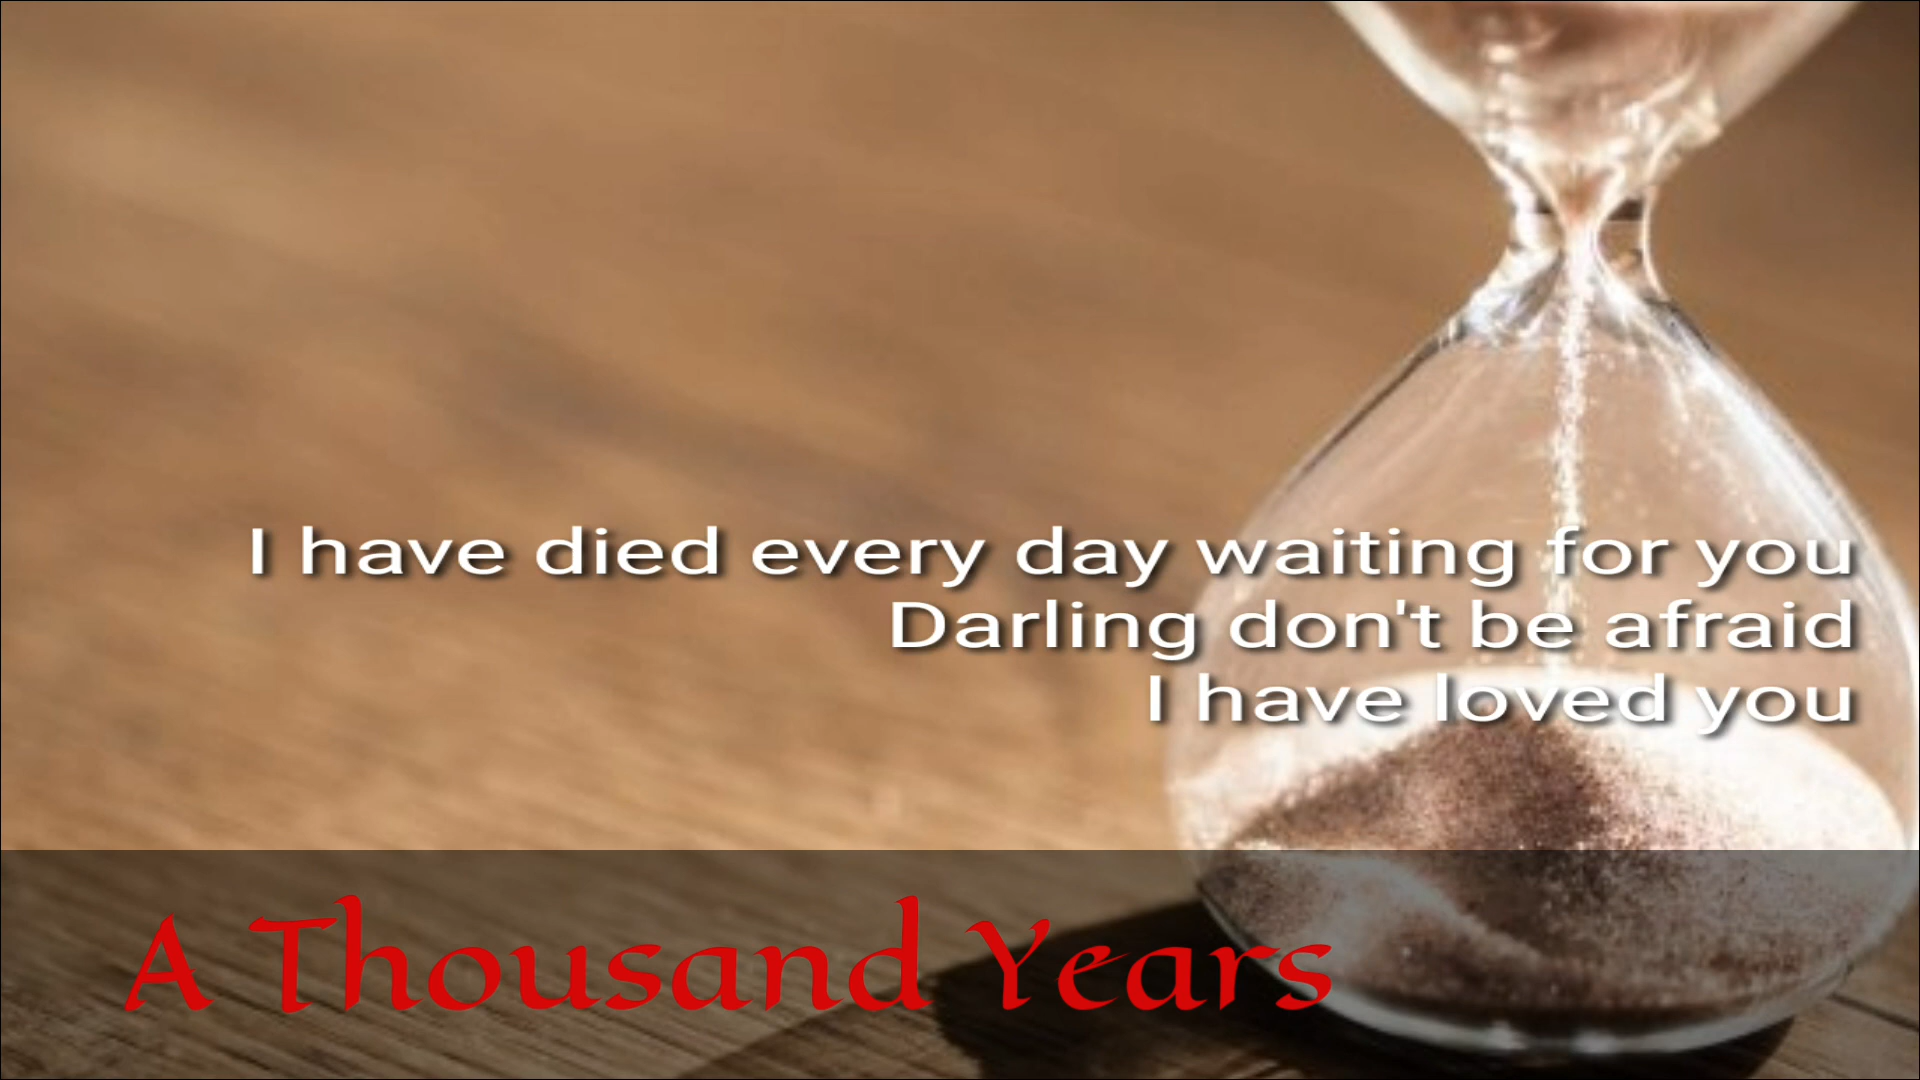 I have died every day waiting for you
Darling don't be afraid
I have loved you
A Thousand Years